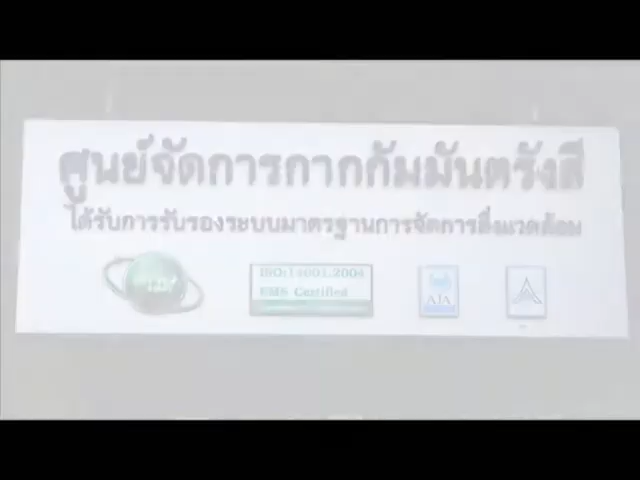 ศูนย์จัดการกากกัมมันตรังสี
ได้รับการรับรองระบบมาตรฐานการจัดการสิ่งแวดล้อม
ISO:14001:2004
EMS Certified
AJA